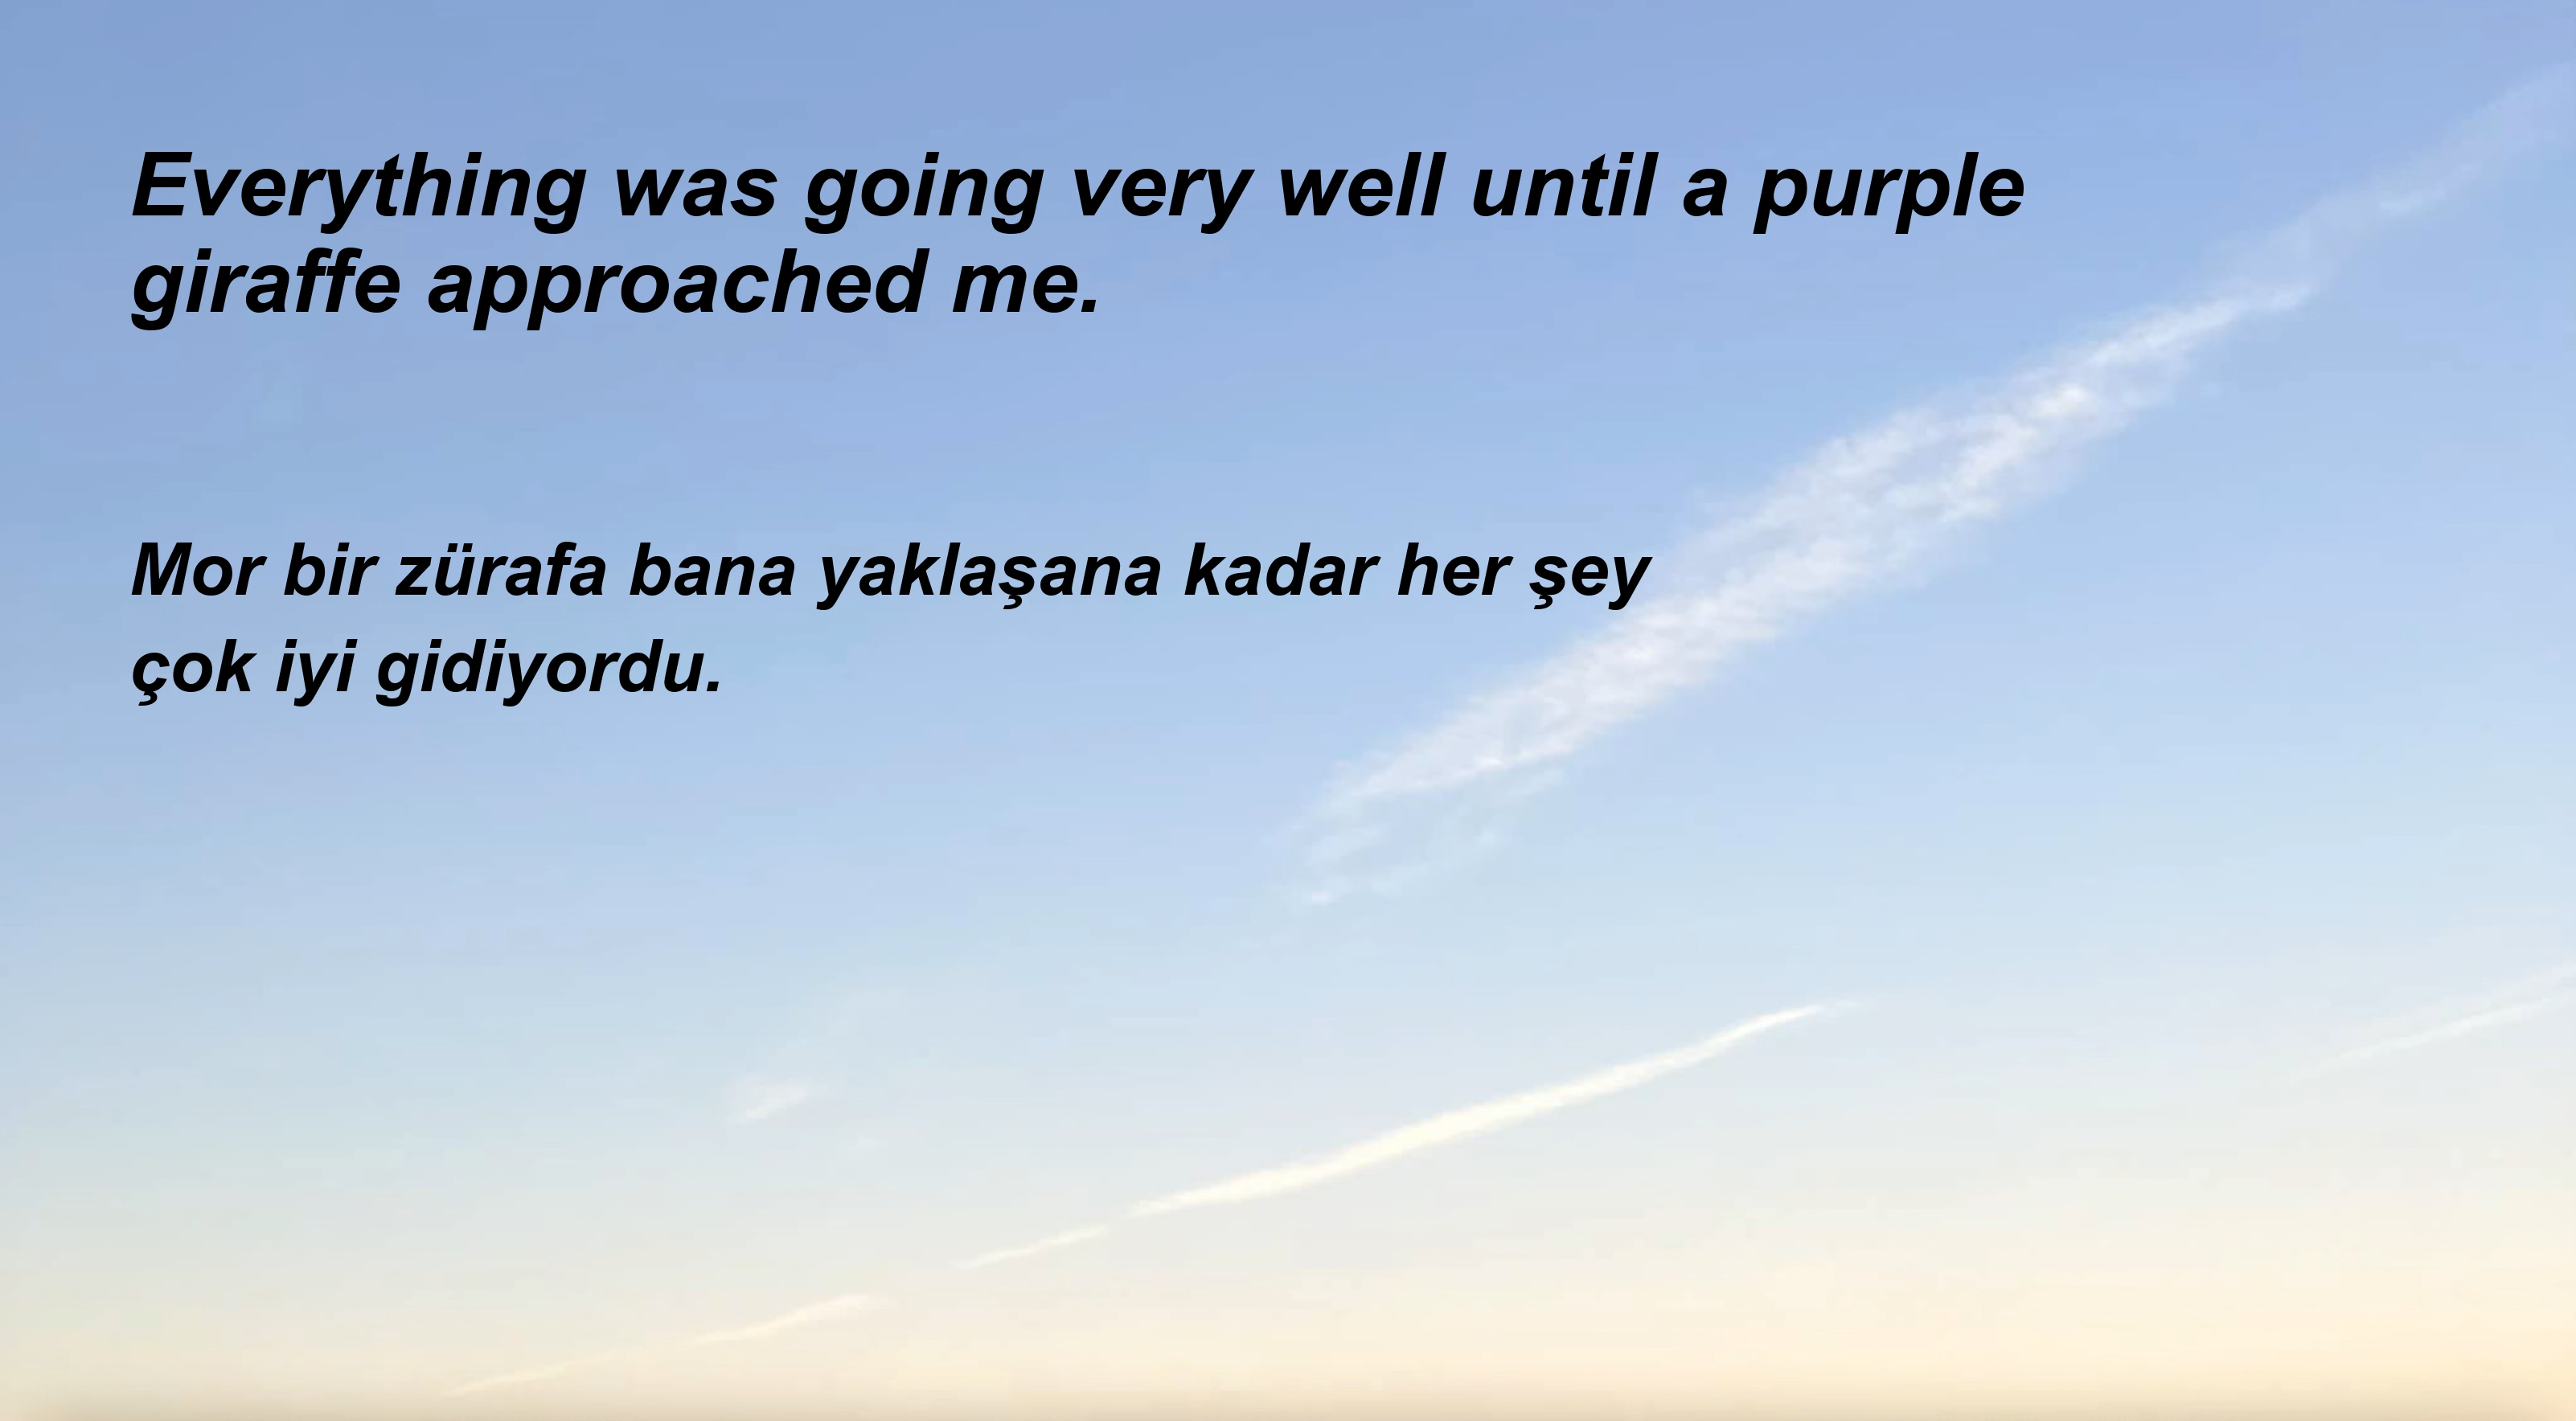 Everything was going very well until a purple
giraffe approached me.
Mor bir zürafa bana yaklaşana kadar her şey
çok iyi gidiyordu.